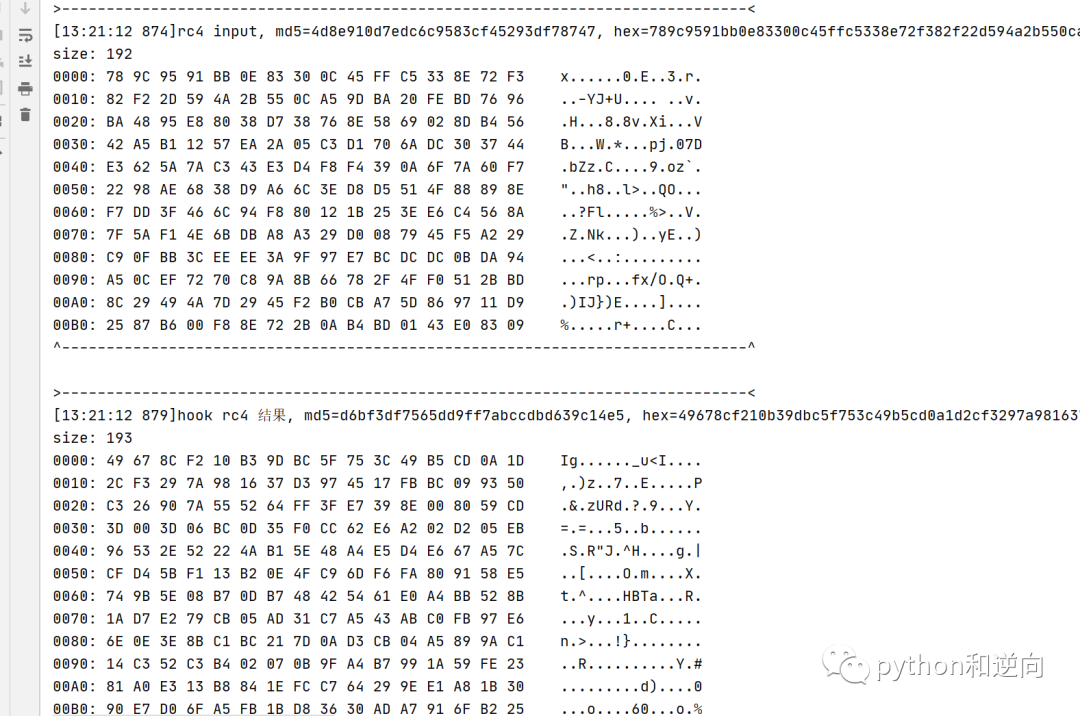 >------------------------------------------------------------------------------<
[13:21:12 874]rc4 input, md5=4d8e910d7edc6c9583cf45293df78747, hex=789c9591bb0e83300c45ffc5338e72f382f22d594a2b550ca
size: 192
0000: 78 9C 95 91 BB 0E 83 30 0C 45 FF C5 33 8E 72 F3    x......0.E..3.r.
0010: 82 F2 2D 59 4A 2B 55 0C A5 9D BA 20 FE BD 76 96    ..-YJ+U.... ..v.
0020: BA 48 95 E8 80 38 D7 38 76 8E 58 69 02 8D B4 56    .H...8.8v.Xi...V
0030: 42 A5 B1 12 57 EA 2A 05 C3 D1 70 6A DC 30 37 44    B...W.*...pj.07D
0040: E3 62 5A 7A C3 43 E3 D4 F8 F4 39 0A 6F 7A 60 F7    .bZz.C....9.oz`.
0050: 22 98 AE 68 38 D9 A6 6C 3E D8 D5 51 4F 88 89 8E    "..h8..l>..QO...
0060: F7 DD 3F 46 6C 94 F8 80 12 1B 25 3E E6 C4 56 8A    ..?Fl.....%>..V.
0070: 7F 5A F1 4E 6B DB A8 A3 29 D0 08 79 45 F5 A2 29    .Z.Nk...)..yE..)
0080: C9 0F BB 3C EE EE 3A 9F 97 E7 BC DC DC 0B DA 94    ...<..:.........
0090: A5 0C EF 72 70 C8 9A 8B 66 78 2F 4F F0 51 2B BD    ...rp...fx/O.Q+.
00A0: 8C 29 49 4A 7D 29 45 F2 B0 CB A7 5D 86 97 11 D9    .)IJ})E....]....
00B0: 25 87 B6 00 F8 8E 72 2B 0A B4 BD 01 43 E0 83 09    %.....r+....C...
^------------------------------------------------------------------------------^
>------------------------------------------------------------------------------<
[13:21:12 879]hook rc4 结果, md5=d6bf3df7565dd9ff7abccdbd639c14e5, hex=49678cf210b39dbc5f753c49b5cd0a1d2cf3297a981637
size: 193
0000: 49 67 8C F2 10 B3 9D BC 5F 75 3C 49 B5 CD 0A 1D    Ig......_u<I....
0010: 2C F3 29 7A 98 16 37 D3 97 45 17 FB BC 09 93 50    ,.)z..7..E.....P
0020: C3 26 90 7A 55 52 64 FF 3F E7 39 8E 00 80 59 CD    .&.zURd.?.9...Y.
0030: 3D 00 3D 06 BC 0D 35 F0 CC 62 E6 A2 02 D2 05 EB    =.=...5..b......
0040: 96 53 2E 52 22 4A B1 5E 48 A4 E5 D4 E6 67 A5 7C    .S.R"J.^H....g.|
0050: CF D4 5B F1 13 B2 0E 4F C9 6D F6 FA 80 91 58 E5    ..[....O.m....X.
0060: 74 9B 5E 08 B7 0D B7 48 42 54 61 E0 A4 BB 52 8B    t.^....HBTa...R.
0070: 1A D7 E2 79 CB 05 AD 31 C7 A5 43 AB C0 FB 97 E6    ...y...1..C.....
0080: 6E 0E 3E 8B C1 BC 21 7D 0A D3 CB 04 A5 89 9A C1    n.>...!}........
0090: 14 C3 52 C3 B4 02 07 0B 9F A4 B7 99 1A 59 FE 23    ..R..........Y.#
00A0: 81 A0 E3 13 B8 84 1E FC C7 64 29 9E E1 A8 1B 30    .........d)....0
00B0: 90 E7 D0 6F A5 FB 1B D8 36 30 AD A7 91 6F B2 25    ...o....60...o.%
python和逆向